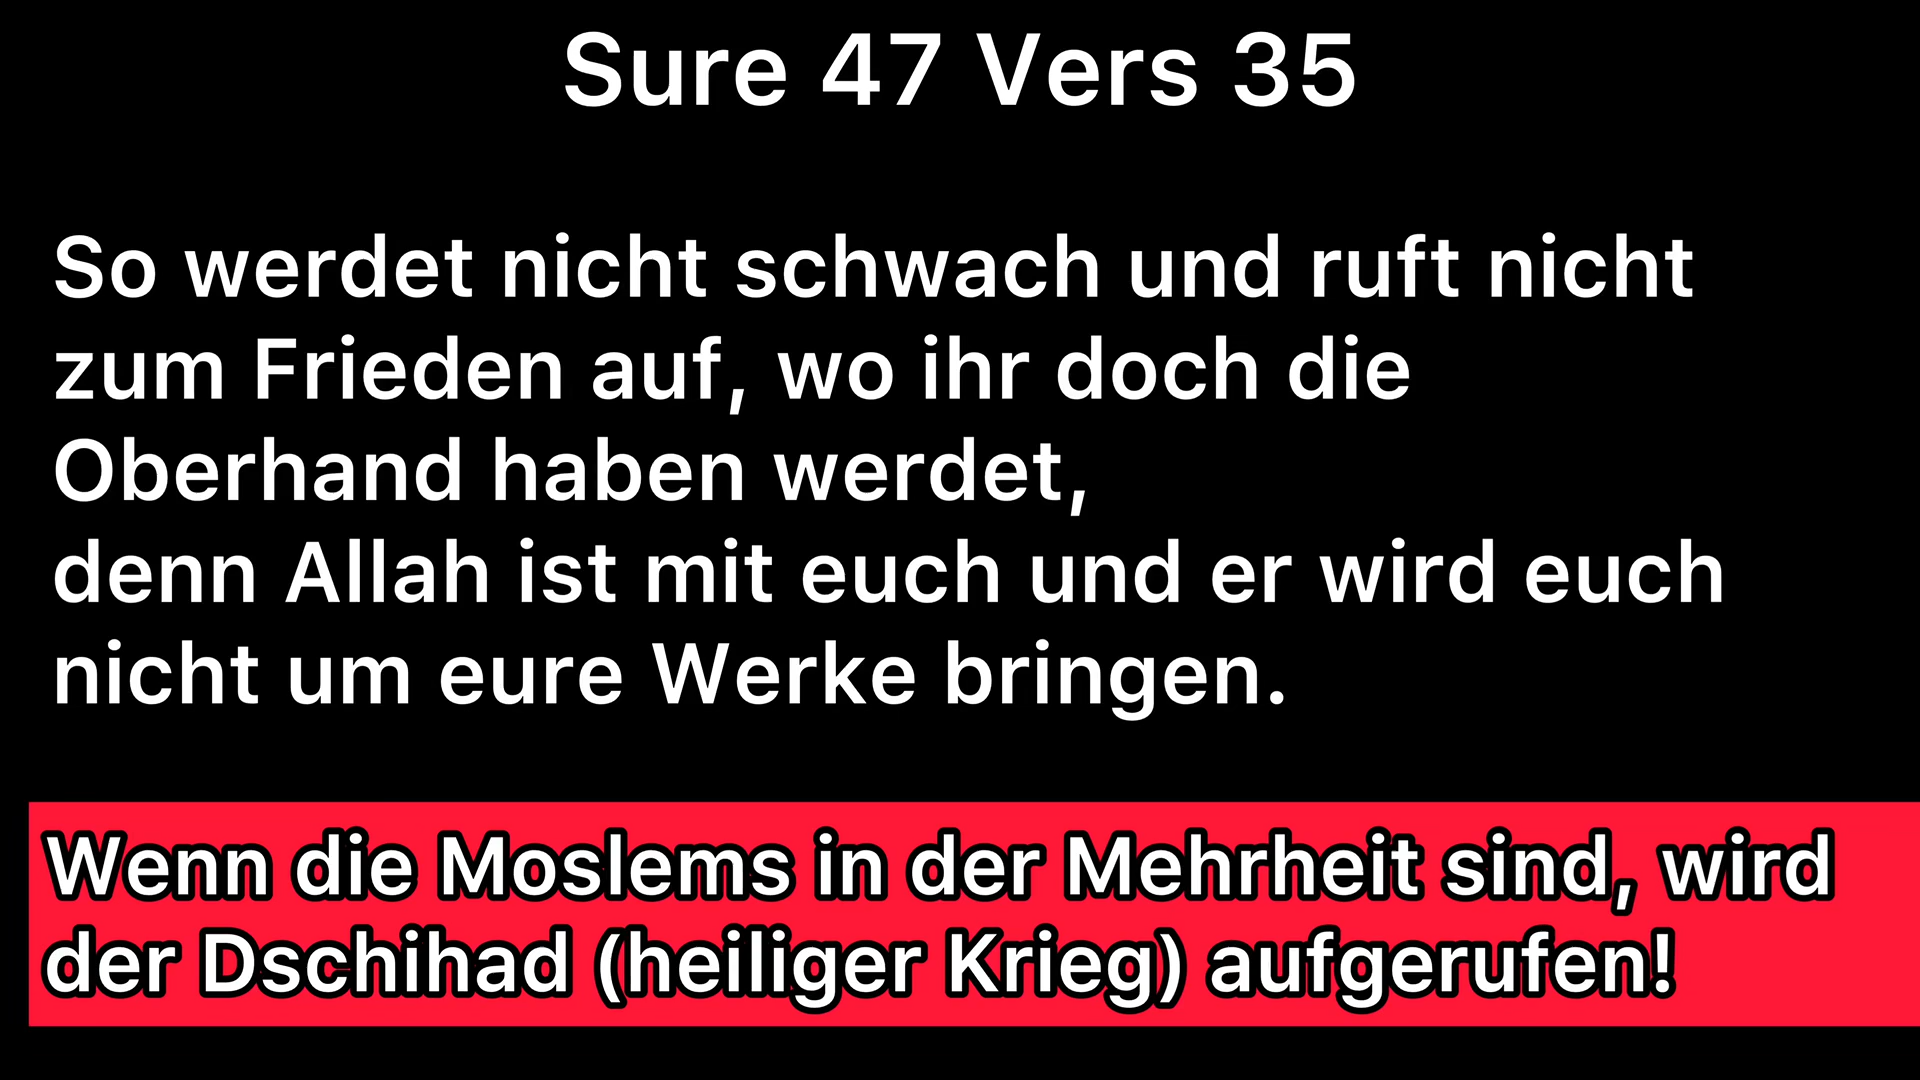 Sure 47 Vers 35
So werdet nicht schwach und ruft nicht
zum Frieden auf, wo ihr doch die
Oberhand haben werdet,
denn Allah ist mit euch und er wird euch
nicht um eure Werke bringen.
Wenn die Moslems in der Mehrheit sind, wird
der Dschihad (heiliger Krieg) aufgerufen!